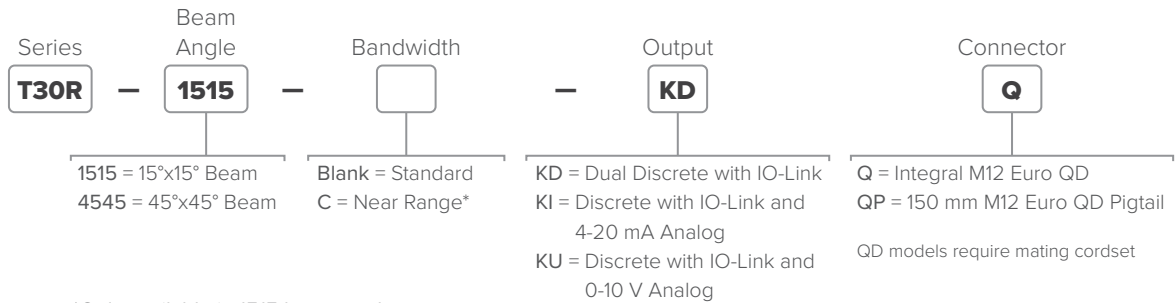 Series
Beam
Angle
Bandwidth
Output
Connector
T30R — 1515 — — KD Q
1515 = 15°x15° Beam
4545 = 45°x45° Beam
Blank = Standard
C = Near Range*
KD = Dual Discrete with IO-Link
KI = Discrete with IO-Link and
4-20 mA Analog
KU = Discrete with IO-Link and
0-10 V Analog
Q = Integral M12 Euro QD
QP = 150 mm M12 Euro QD Pigtail
QD models require mating cordset